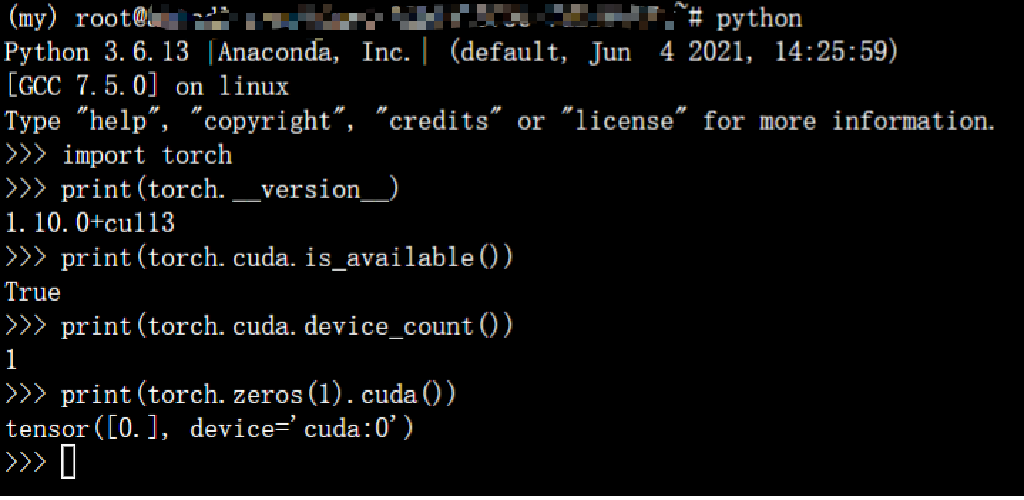 (my) root@ ~# python
Python 3.6.13 |Anaconda, Inc.| (default, Jun  4 2021, 14:25:59)
[GCC 7.5.0] on linux
Type "help", "copyright", "credits" or "license" for more information.
>>> import torch
>>> print(torch.__version__)
1.10.0+cu113
>>> print(torch.cuda.is_available())
True
>>> print(torch.cuda.device_count())
1
>>> print(torch.zeros(1).cuda())
tensor([0.], device='cuda:0')
>>>